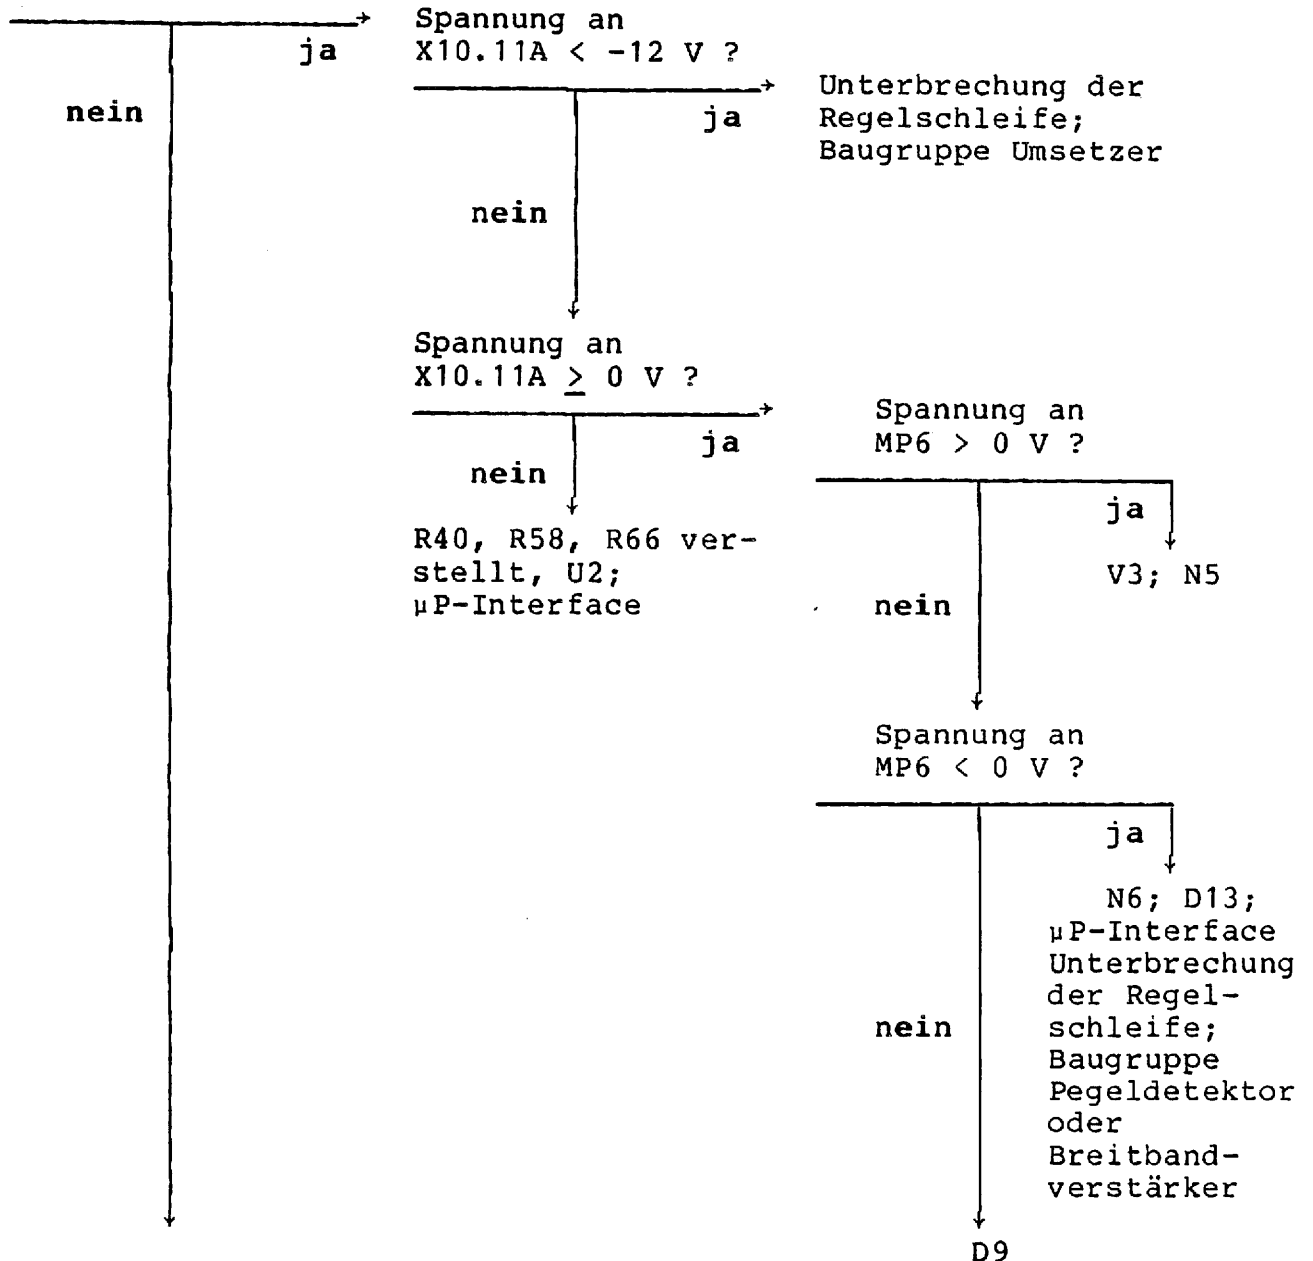 Spannung an
ja X10.11A < -12 V ?
nein
ja
Unterbrechung der
Regelschleife;
Baugruppe Umsetzer
nein
Spannung an
X10.11A ≥ 0 V ?
ja
nein
Spannung an
MP6 > 0 V ?
ja
V3; N5
R40, R58, R66 ver-
stellt, U2;
µP-Interface
nein
Spannung an
MP6 < 0 V ?
ja
N6; D13;
µP-Interface
Unterbrechung
der Regel-
schleife;
Baugruppe
Pegeldetektor
oder
Breitband-
verstärker
nein
D9